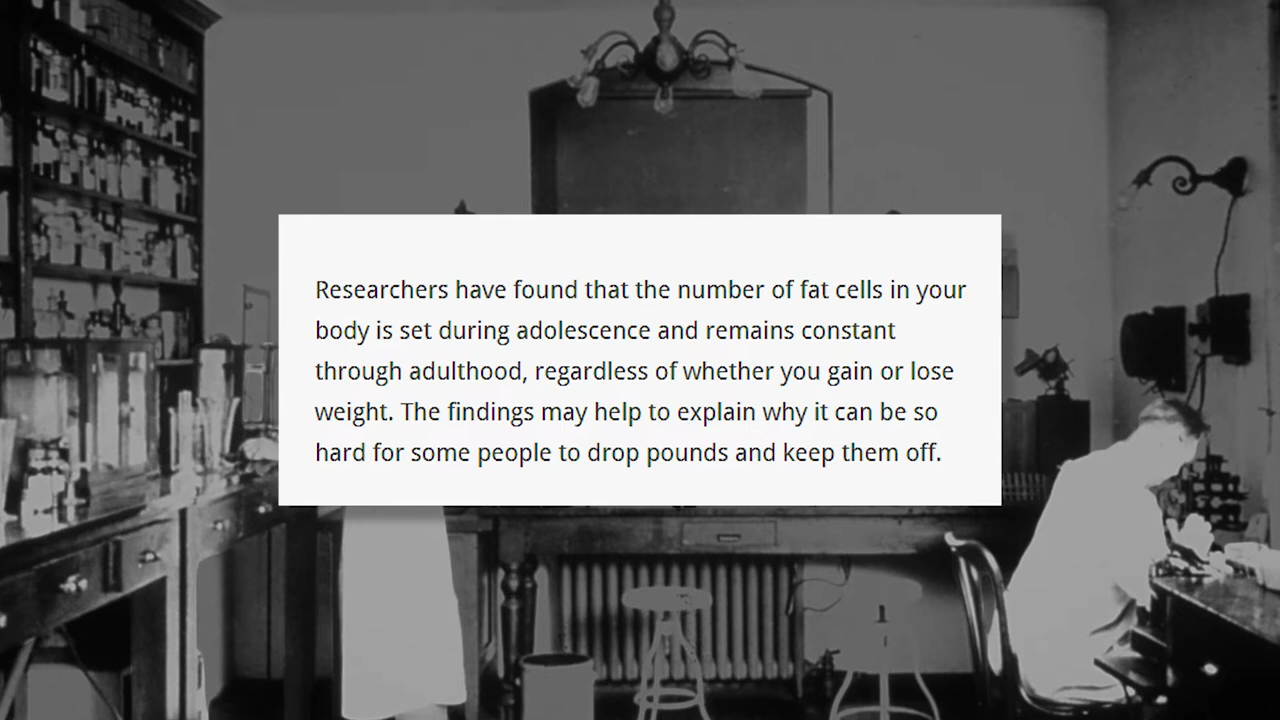 Researchers have found that the number of fat cells in your
body is set during adolescence and remains constant
through adulthood, regardless of whether you gain or lose
weight. The findings may help to explain why it can be so
hard for some people to drop pounds and keep them off.